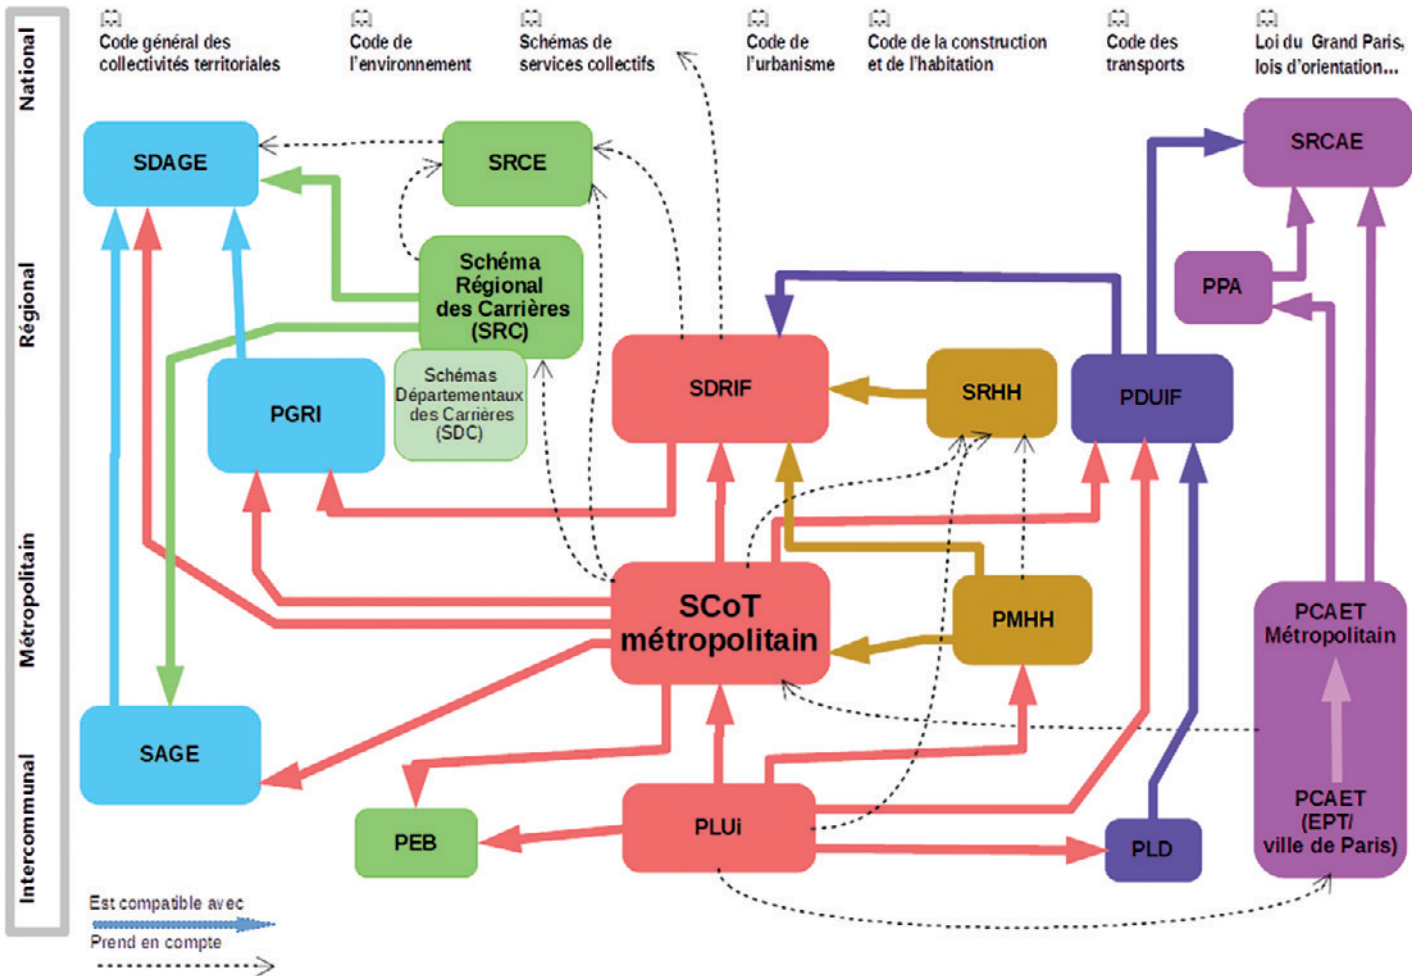 National
Régional
Métropolitain
Intercommunal
Code général des
collectivités territoriales
Code de
l'environnement
Schémas de
services collectifs
Code de
l'urbanisme
Code de la construction
et de l'habitation
Code des
transports
Loi du Grand Paris,
lois d'orientation...
SDAGE
SRCE
SRCAE
Schéma
Régional
des Carrières
(SRC)
PPA
Schémas
Départementaux
des Carrières
(SDC)
PGRI
SDRIF
SRHH
PDUIF
SCoT
métropolitain
PMHH
PCAET
Métropolitain
SAGE
PEB
PLUi
PLD
PCAET
(EPT/
ville de Paris)
Est compatible avec
Prend en compte